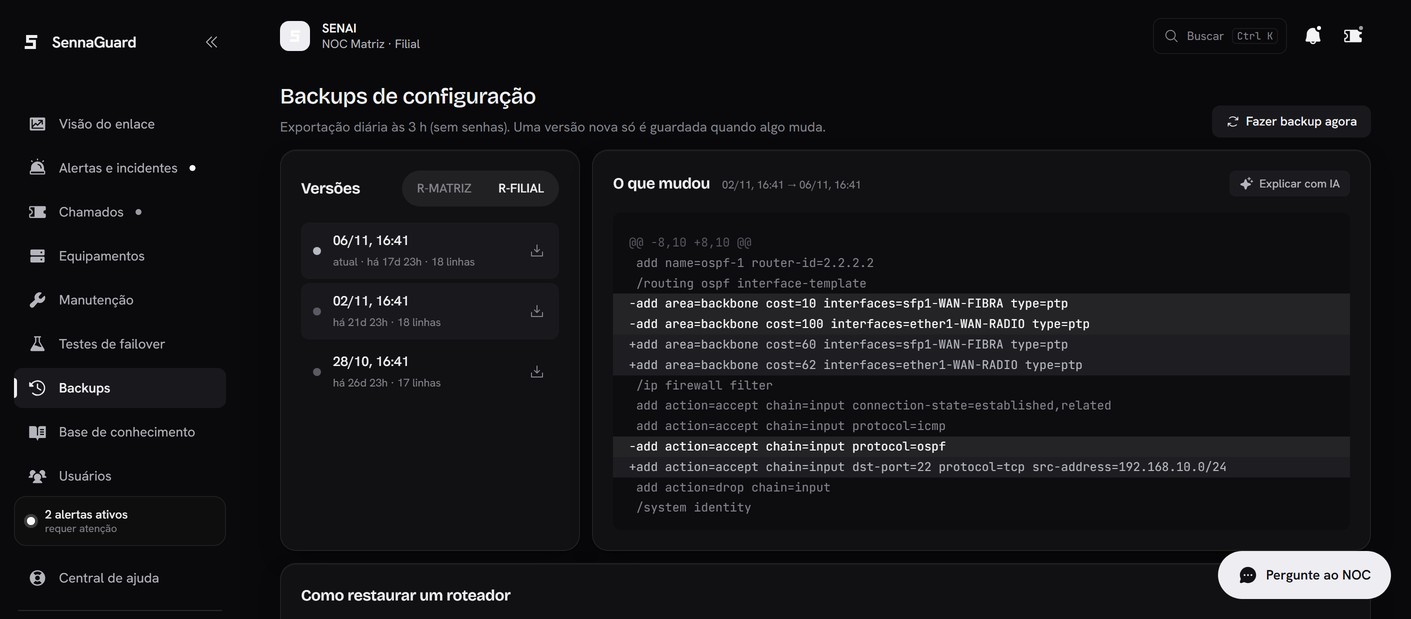 SennaGuard
Visão do enlace
Alertas e incidentes
Chamados
Equipamentos
Manutenção
Testes de failover
Backups
Base de conhecimento
Usuários
2 alertas ativos
requer atenção
Central de ajuda
SENAI
NOC Matriz · Filial
Buscar Ctrl K
Backups de configuração
Exportação diária às 3 h (sem senhas). Uma versão nova só é guardada quando algo muda.
Fazer backup agora
Versões
R-MATRIZ R-FILIAL
06/11, 16:41
atual · há 17d 23h · 18 linhas
02/11, 16:41
há 21d 23h · 18 linhas
28/10, 16:41
há 26d 23h · 17 linhas
O que mudou 02/11, 16:41 → 06/11, 16:41
Explicar com IA
@@ -8,10 +8,10 @@
 add name=ospf-1 router-id=2.2.2.2
 /routing ospf interface-template
-add area=backbone cost=10 interfaces=sfp1-WAN-FIBRA type=ptp
-add area=backbone cost=100 interfaces=ether1-WAN-RADIO type=ptp
+add area=backbone cost=60 interfaces=sfp1-WAN-FIBRA type=ptp
+add area=backbone cost=62 interfaces=ether1-WAN-RADIO type=ptp
 /ip firewall filter
 add action=accept chain=input connection-state=established,related
 add action=accept chain=input protocol=icmp
-add action=accept chain=input protocol=ospf
+add action=accept chain=input dst-port=22 protocol=tcp src-address=192.168.10.0/24
 add action=drop chain=input
 /system identity
Como restaurar um roteador
Pergunte ao NOC